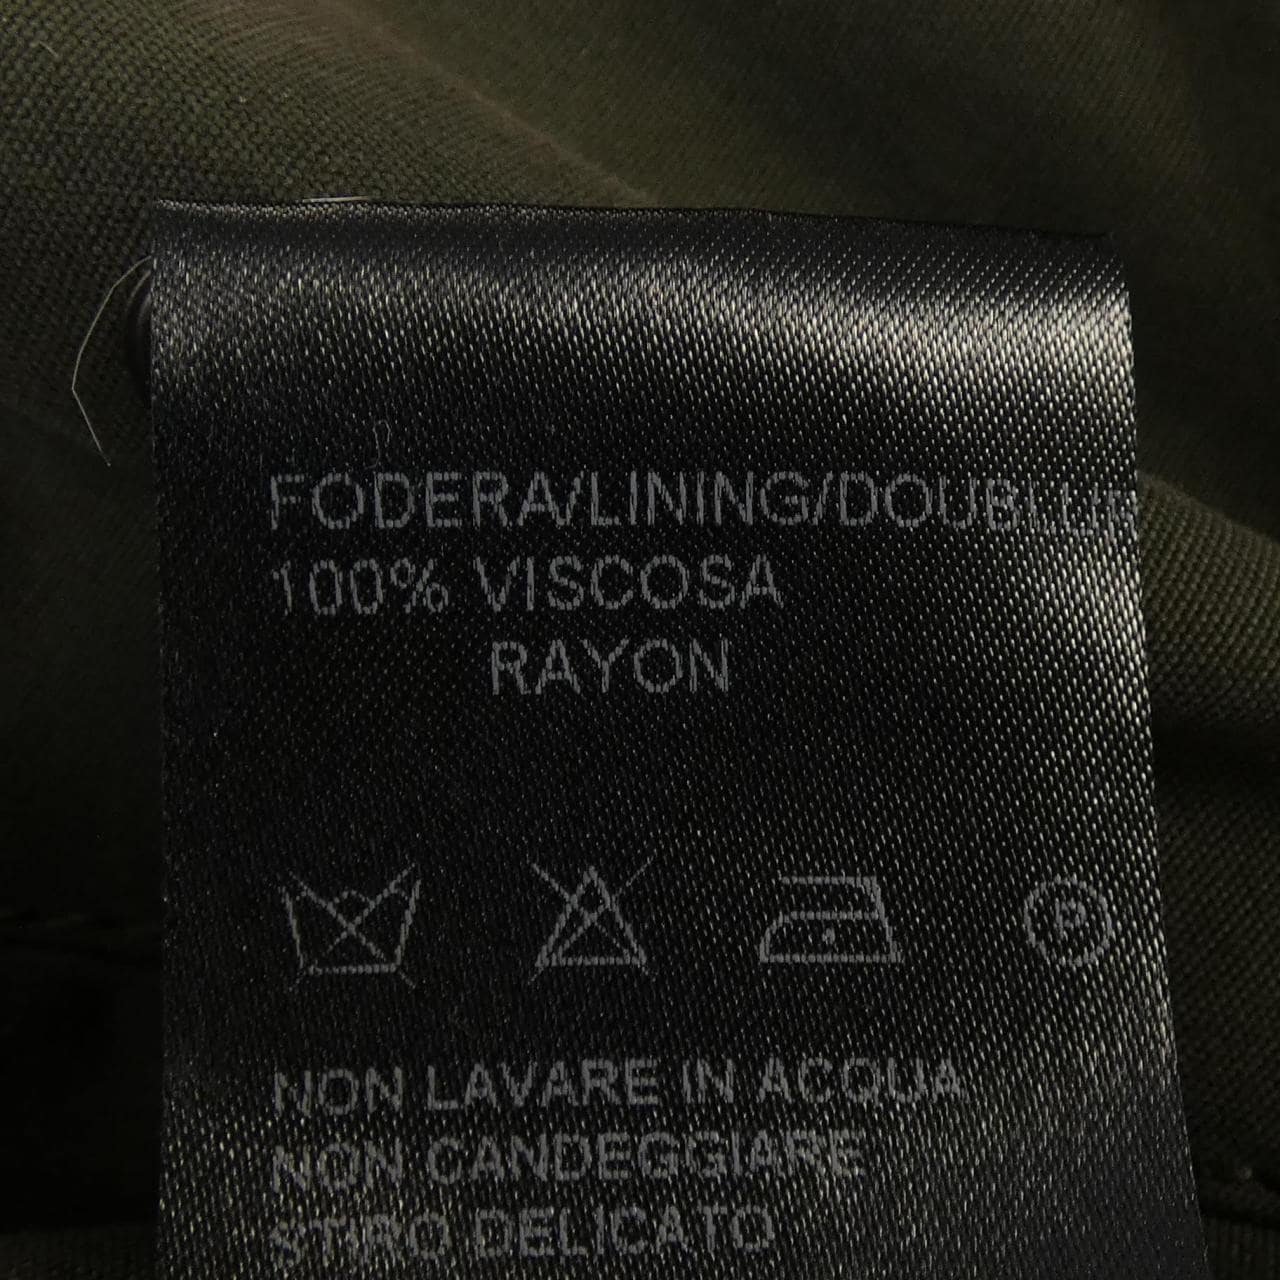 FODERA/LINING/DOUBLURE
100% VISCOSA
RAYON
P
NON LAVARE IN ACQUA
NON CANDEGGIARE
STIRO DELICATO